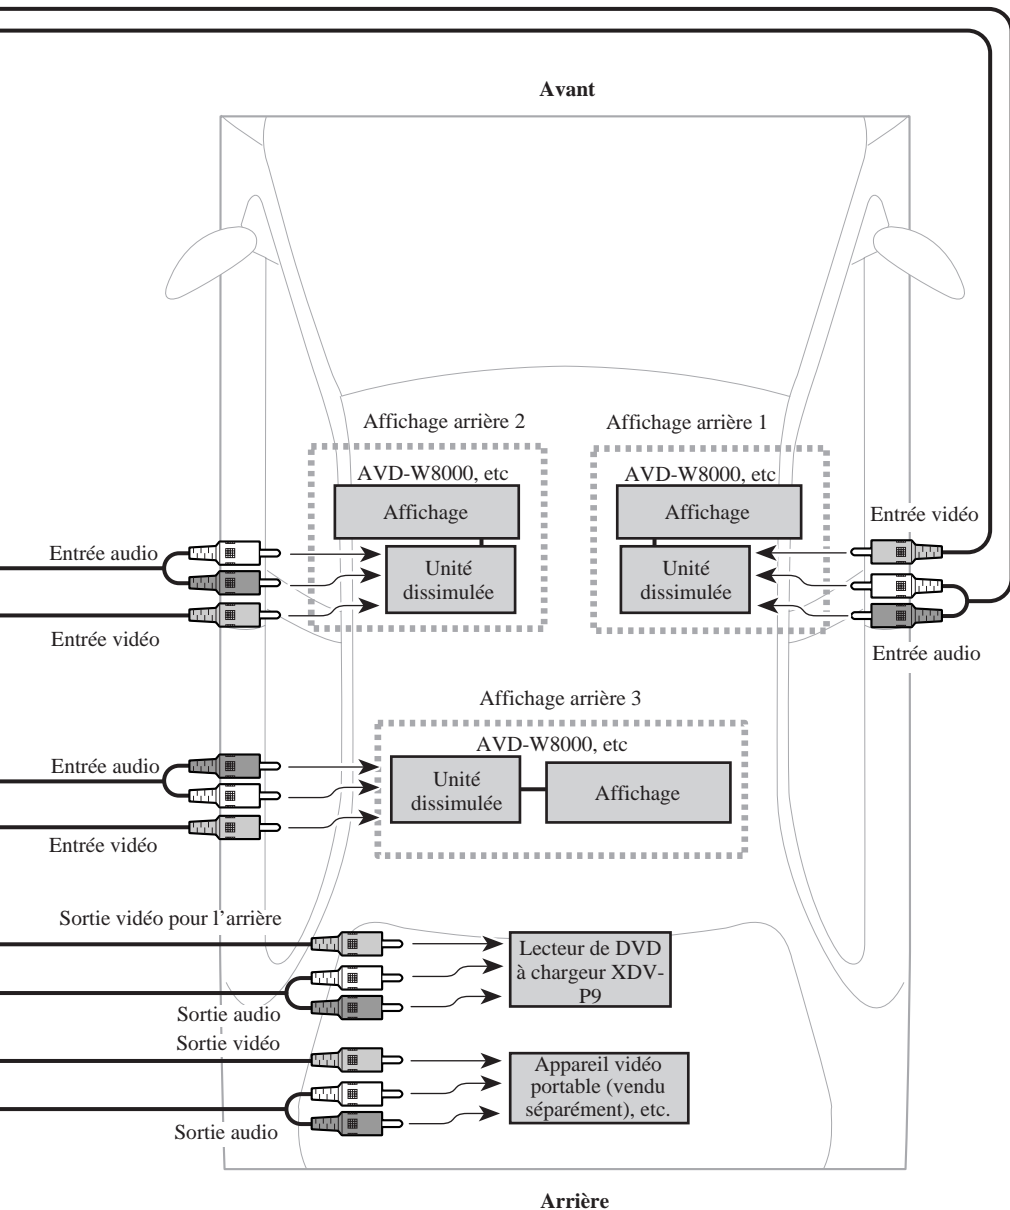 Avant
Affichage arrière 2
Affichage arrière 1
AVD-W8000, etc
AVD-W8000, etc
Affichage
Affichage
Entrée vidéo
Entrée audio
Unité
dissimulée
Unité
dissimulée
Entrée vidéo
Entrée audio
Affichage arrière 3
AVD-W8000, etc
Entrée audio
Unité
dissimulée
Affichage
Entrée vidéo
Sortie vidéo pour l'arrière
Lecteur de DVD
à chargeur XDV-
P9
Sortie audio
Sortie vidéo
Appareil vidéo
portable (vendu
séparément), etc.
Sortie audio
Arrière